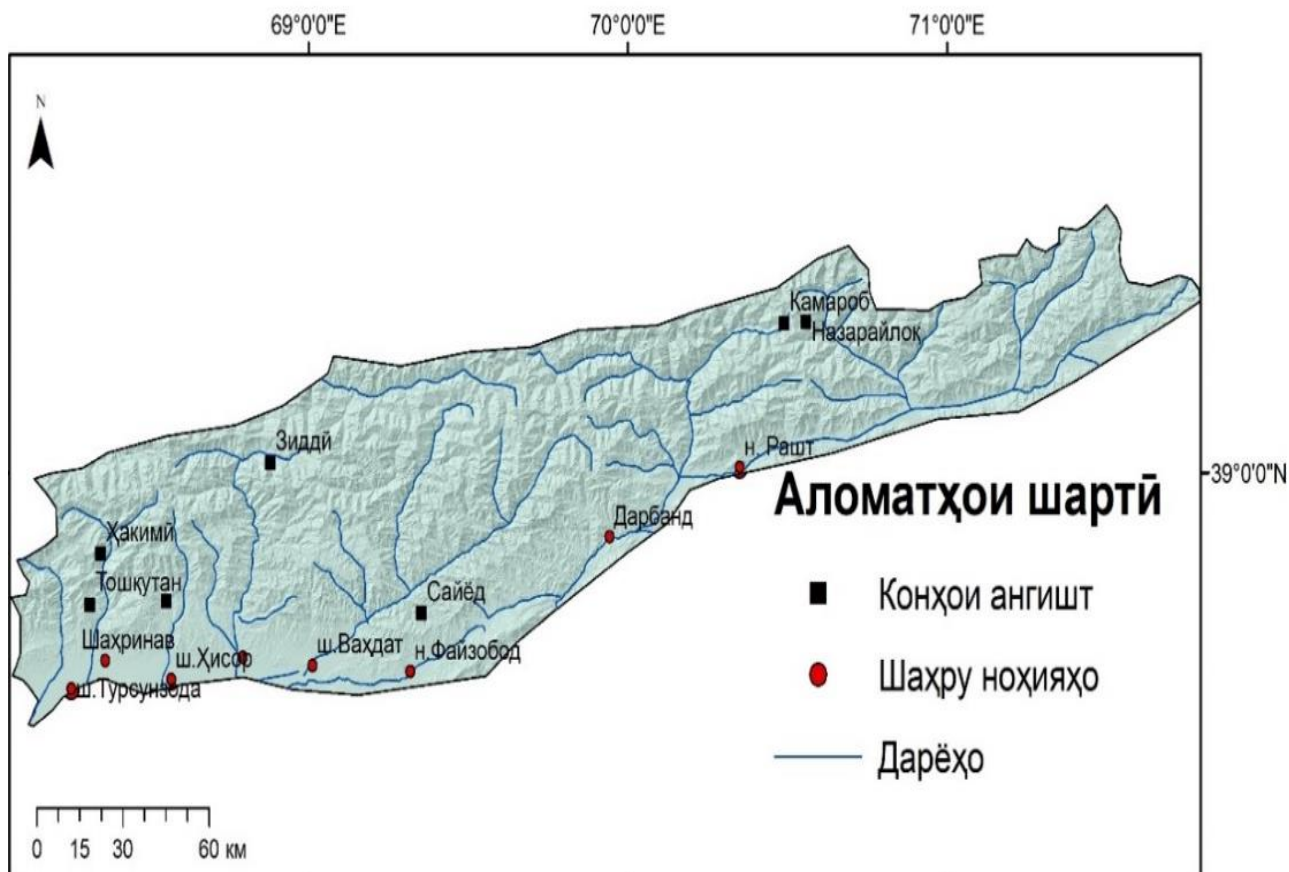 69°0'0"E
70°0'0"E
71°0'0"E
N
Қамароб
Назарайлоқ
Зиддӣ
н. Рашт
39°0'0"N
Аломатҳои шартӣ
Дарбанд
Ҳакимӣ
Тошқутан
Сайёд
Конҳои ангишт
Шаҳринав
ш.Ҳисор
ш.Ваҳдат
н.Файзобод
ш.Турсунзода
Шаҳру ноҳияҳо
Дарёҳо
0 15 30 60 км